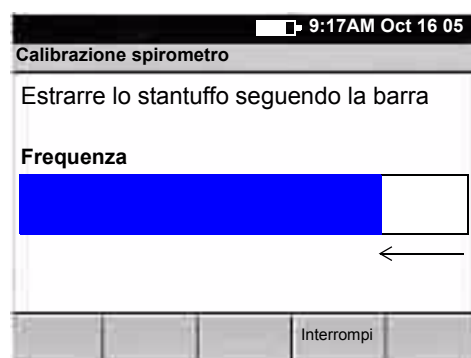 9:17AM Oct 16 05
Calibrazione spirometro
Estrarre lo stantuffo seguendo la barra
Frequenza
Interrompi